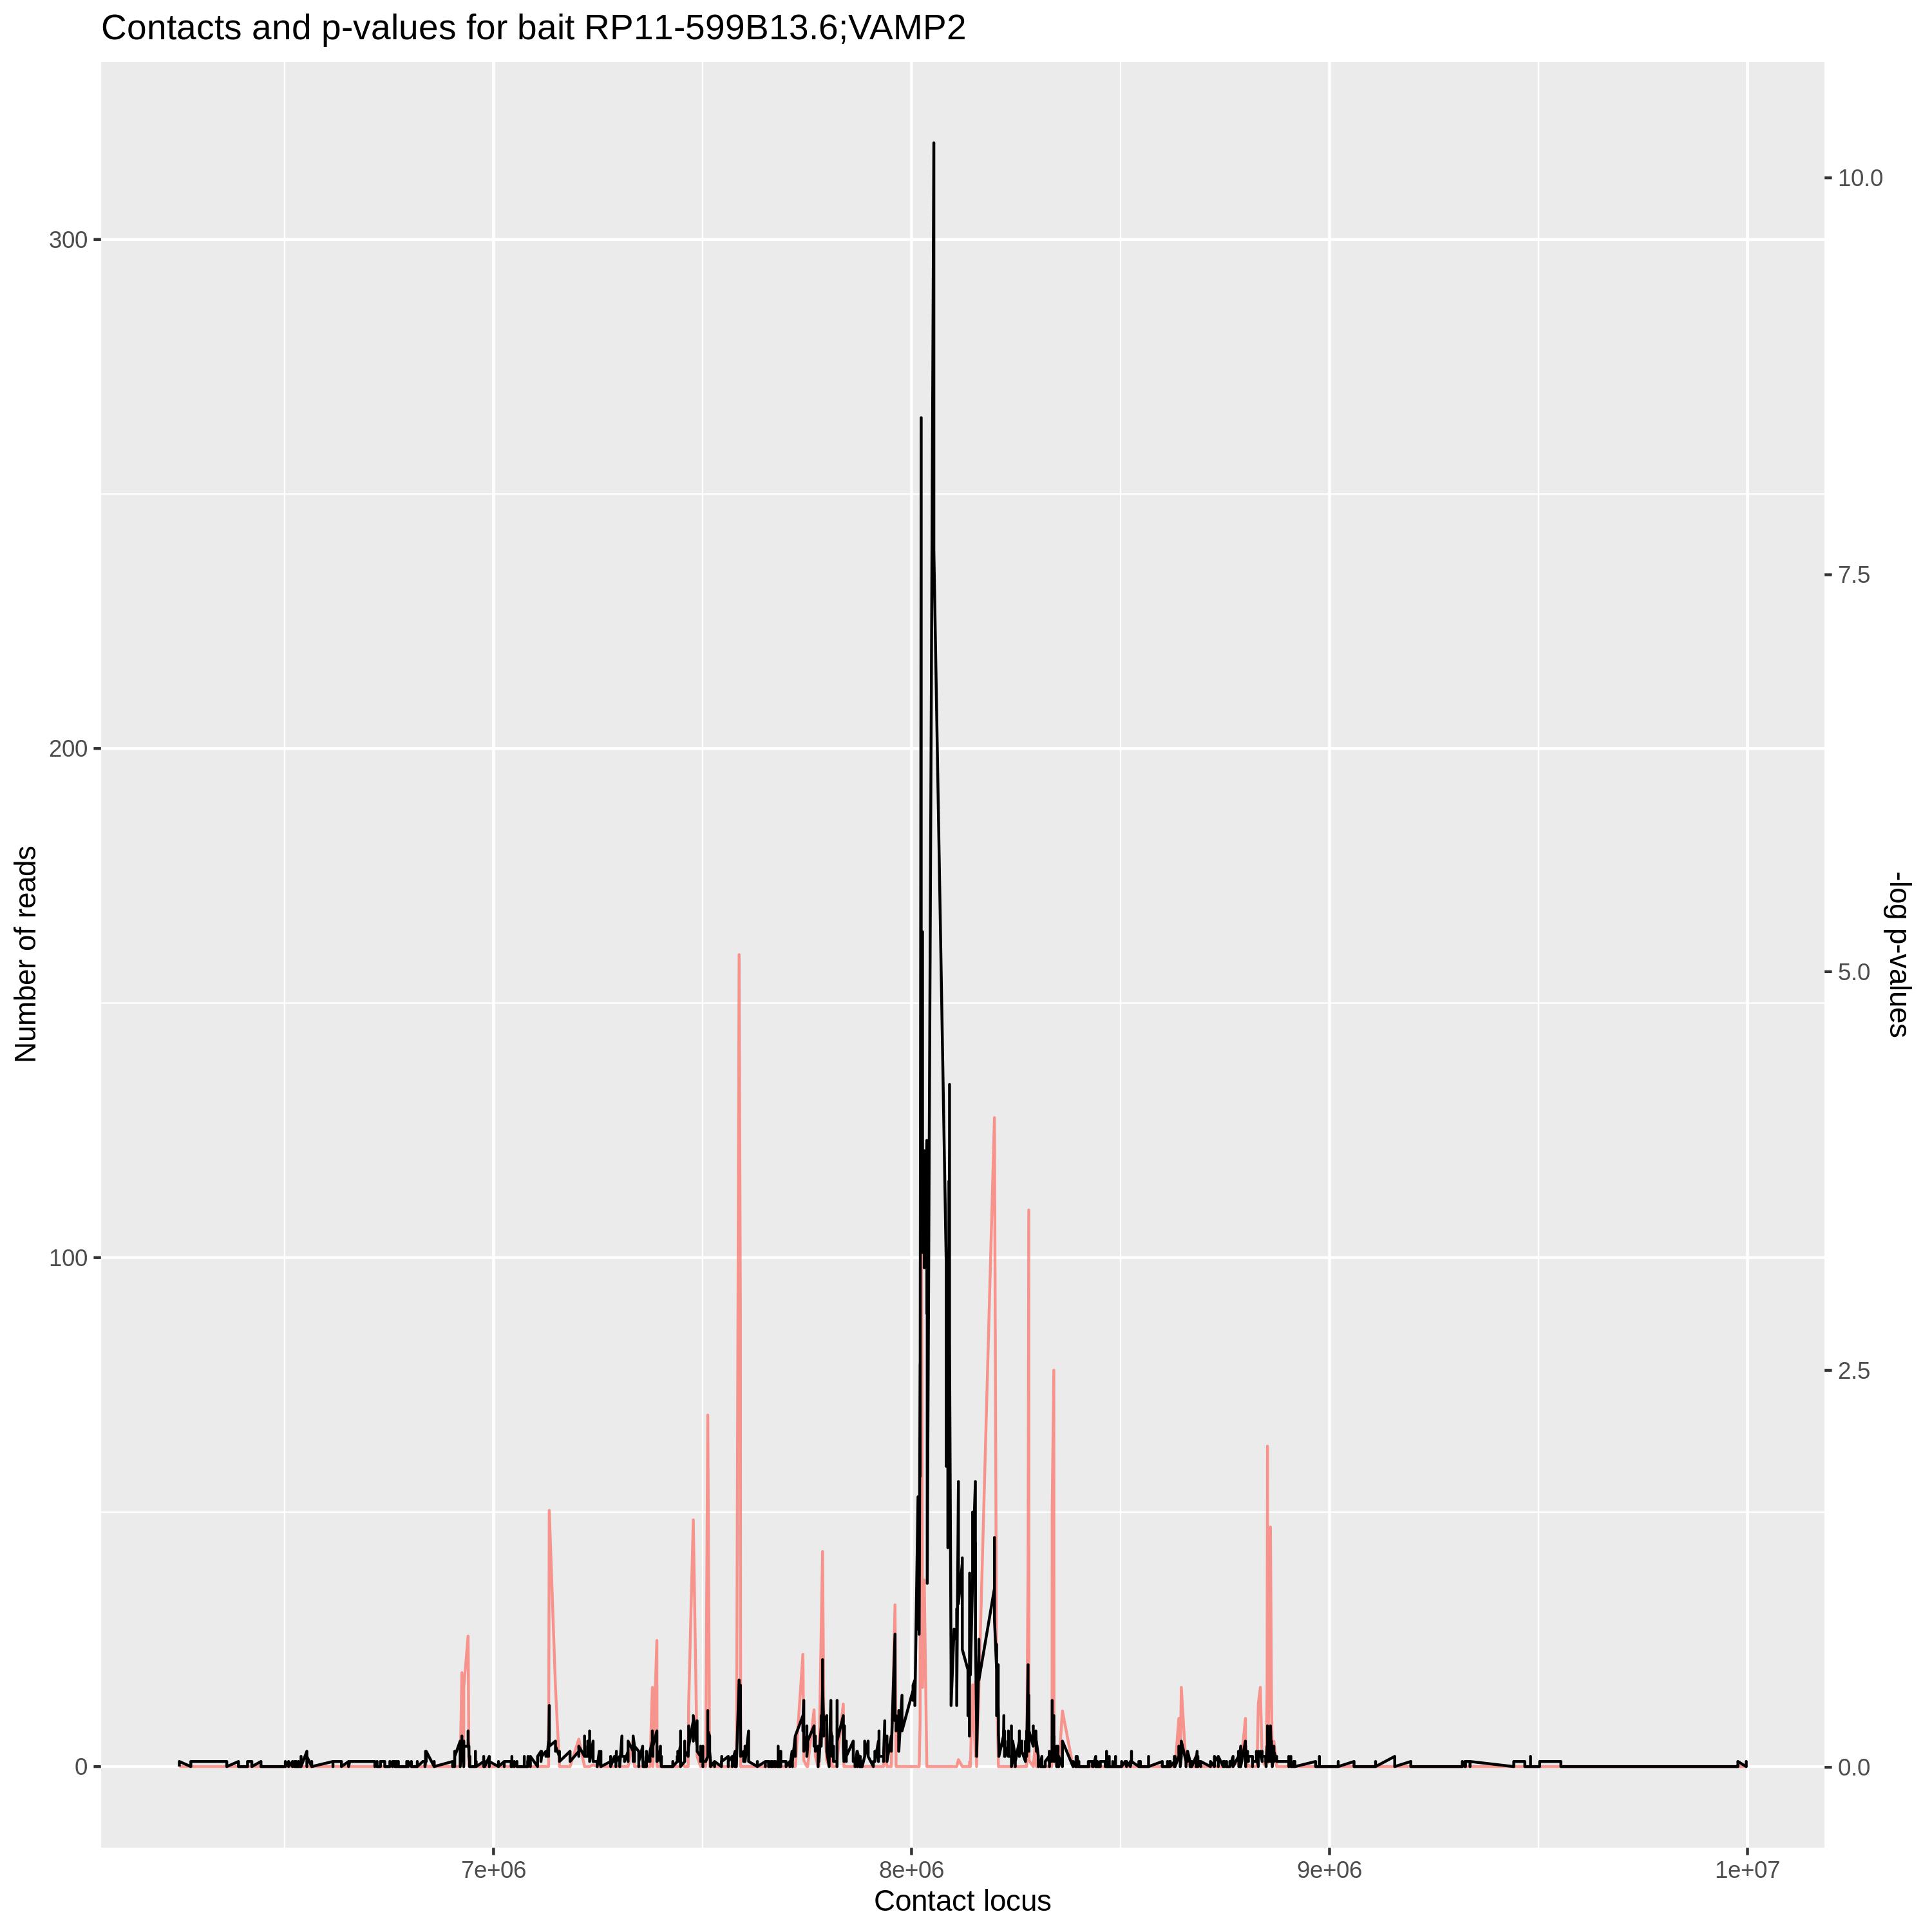 Contacts and p-values for bait RP11-599B13.6;VAMP2
300
200
100
0
Number of reads
10.0
7.5
5.0
2.5
0.0
-log p-values
7e+06
8e+06
9e+06
1e+07
Contact locus